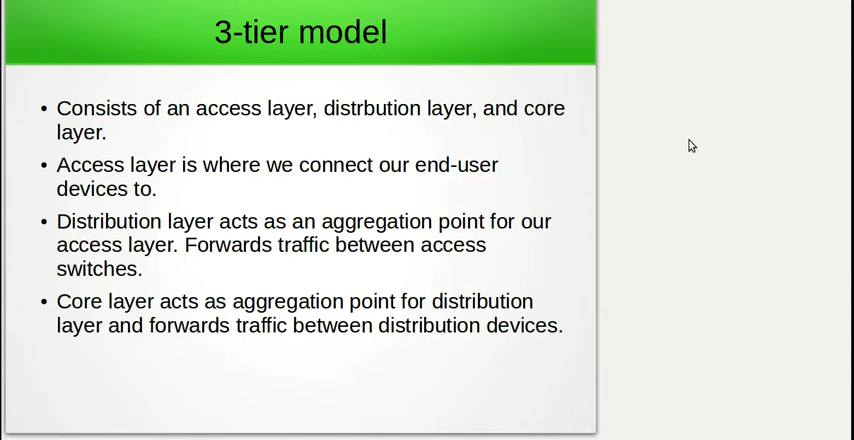 3-tier model
• Consists of an access layer, distrbution layer, and core
layer.
• Access layer is where we connect our end-user
devices to.
• Distribution layer acts as an aggregation point for our
access layer. Forwards traffic between access
switches.
• Core layer acts as aggregation point for distribution
layer and forwards traffic between distribution devices.